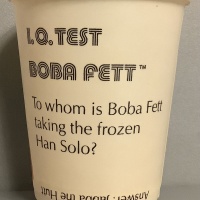 I.Q. TEST
BOBA FETT™
To whom is Boba Fett
taking the frozen
Han Solo?
Answer: Jabba the Hutt